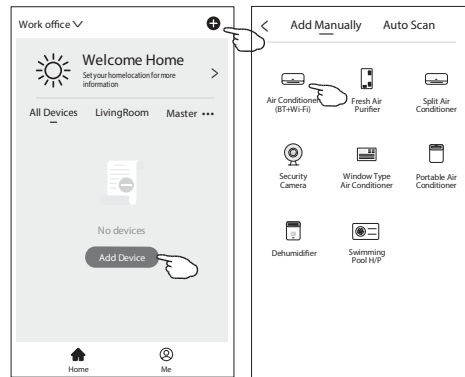 Work office
Welcome Home
Set your homelocation for more
information
All Devices LivingRoom Master
No devices
Add Device
Home Me
Add Manually Auto Scan
Air Conditioner
(BT+Wi-Fi)
Fresh Air
Purifier
Split Air
Conditioner
Security
Camera
Window Type
Air Conditioner
Portable Air
Conditioner
Dehumidifier
Swimming
Pool H/P